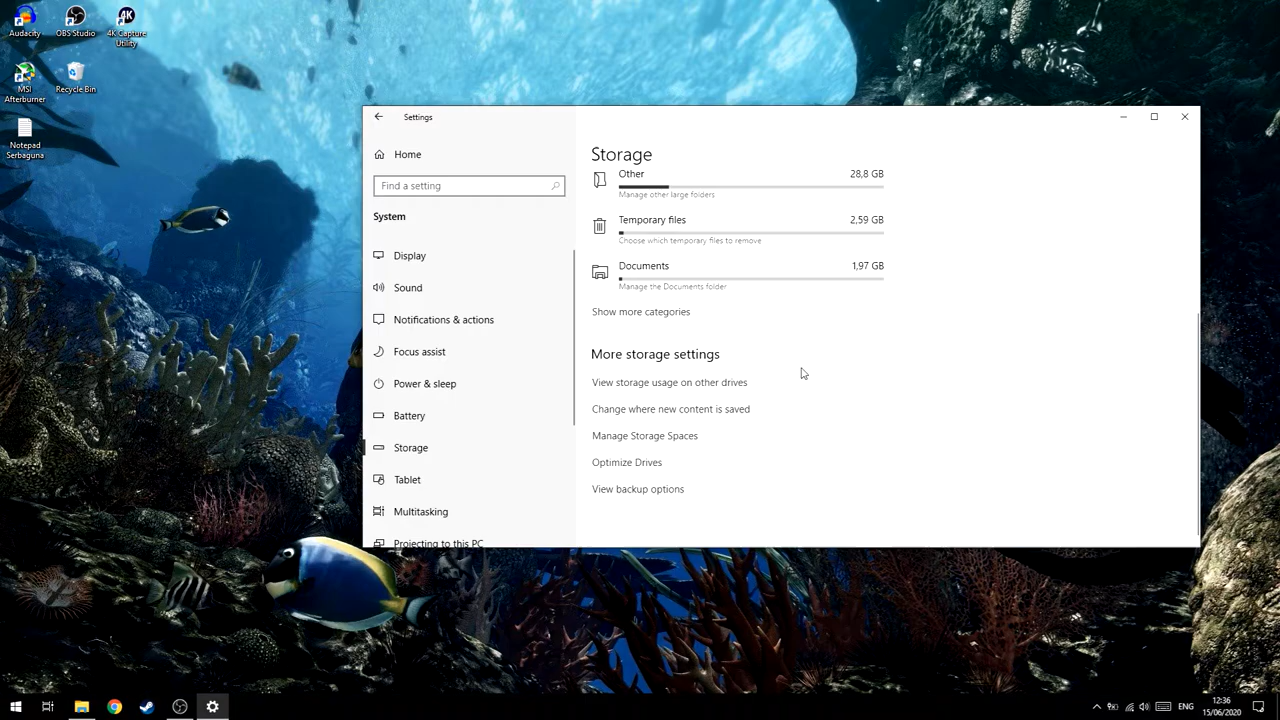 Audacity
OBS Studio
4K
4K Capture
Utility
MSI
Afterburner
Recycle Bin
Notepad
Serbaguna
Settings
Home
Find a setting
System
Display
Sound
Notifications & actions
Focus assist
Power & sleep
Battery
Storage
Tablet
Multitasking
Projecting to this PC
Storage
Other 28,8 GB
Manage other large folders
Temporary files 2,59 GB
Choose which temporary files to remove
Documents 1,97 GB
Manage the Documents folder
Show more categories
More storage settings
View storage usage on other drives
Change where new content is saved
Manage Storage Spaces
Optimize Drives
View backup options
ENG
12:36
15/06/2020